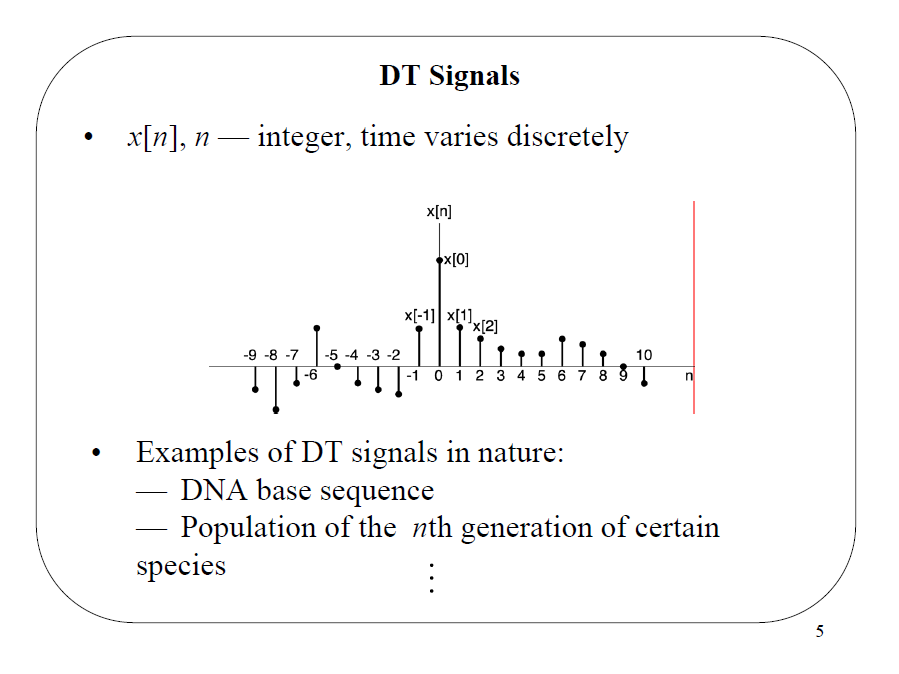 DT Signals
• x[n], n — integer, time varies discretely
x[n]
x[0]
x[-1] x[1] x[2]
-9 -8 -7 -5 -4 -3 -2 10
-6 -1 0 1 2 3 4 5 6 7 8 9 n
• Examples of DT signals in nature:
— DNA base sequence
— Population of the nth generation of certain
species
⋮
5